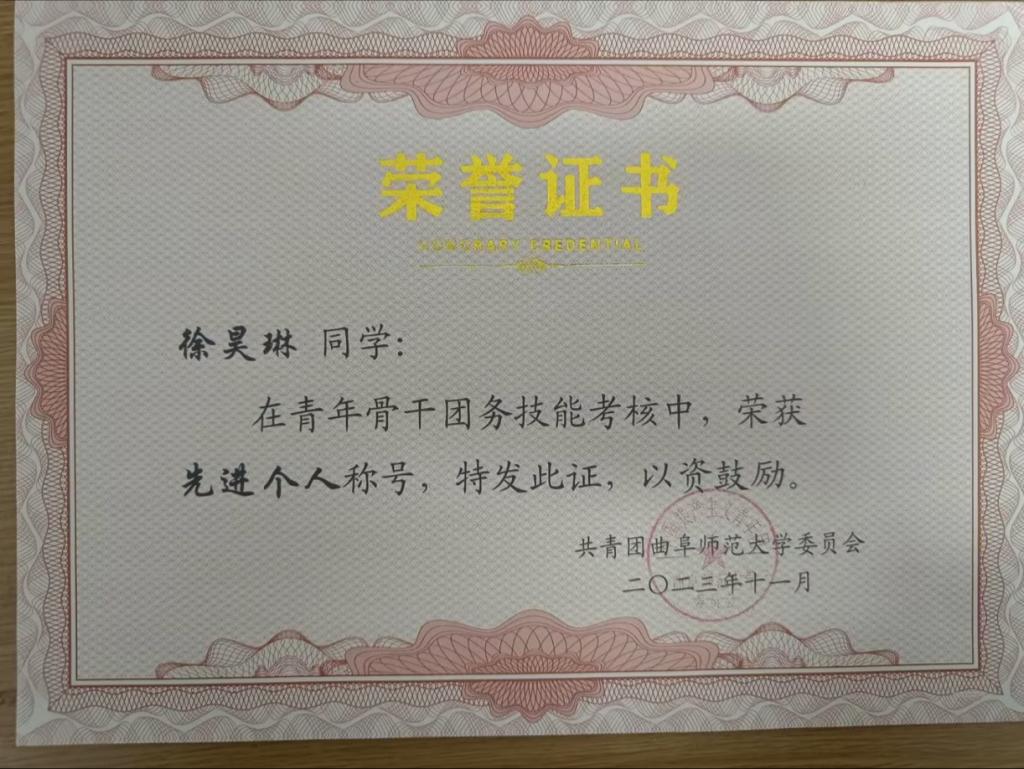 荣誉证书
HONORARY CREDENTIAL
徐昊琳 同学：
在青年骨干团务技能考核中，荣获
先进个人称号，特发此证，以资鼓励。
共青团曲阜师范大学委员会
二〇二三年十一月